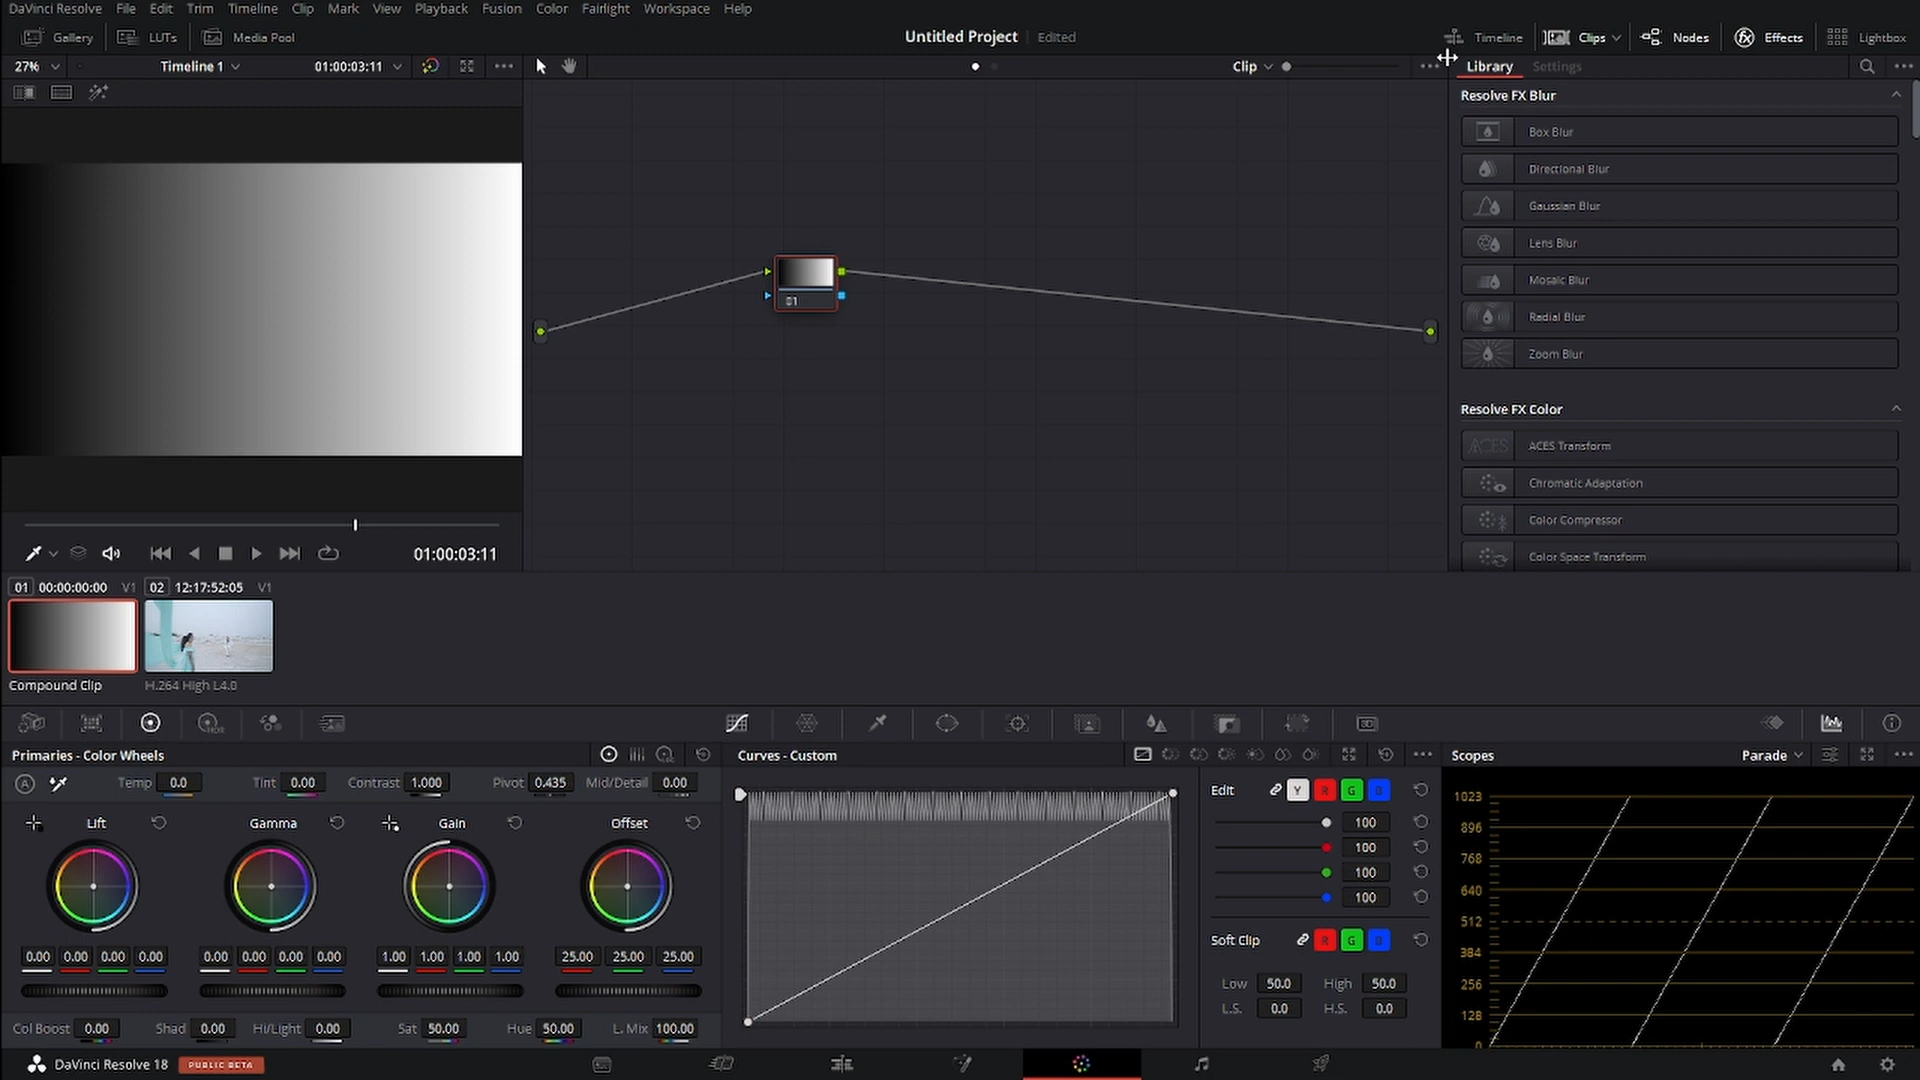 DaVinci Resolve File Edit Trim Timeline Clip Mark View Playback Fusion Color Fairlight Workspace Help
Gallery LUTs Media Pool Untitled Project Edited Timeline Clips Nodes Effects Lightbox
27% Timeline 1 01:00:03:11 Clip Library Settings
Resolve FX Blur
Box Blur
Directional Blur
Gaussian Blur
Lens Blur
Mosaic Blur
Radial Blur
Zoom Blur
Resolve FX Color
ACES ACES Transform
Chromatic Adaptation
Color Compressor
Color Space Transform
01
01:00:03:11
01 00:00:00:00 V1 02 12:17:52:05 V1
Compound Clip H.264 High L4.0
HDR
3D
Primaries - Color Wheels
A Temp 0.0 Tint 0.00 Contrast 1.000 Pivot 0.435 Mid/Detail 0.00
Lift Gamma Gain Offset
0.00 0.00 0.00 0.00 0.00 0.00 0.00 0.00 1.00 1.00 1.00 1.00 25.00 25.00 25.00
Col Boost 0.00 Shad 0.00 Hi/Light 0.00 Sat 50.00 Hue 50.00 L. Mix 100.00
Curves - Custom
Edit Y R G B
100
100
100
100
Soft Clip R G B
Low 50.0 High 50.0
L.S. 0.0 H.S. 0.0
Scopes Parade
1023
896
768
640
512
384
256
128
0
DaVinci Resolve 18 PUBLIC BETA